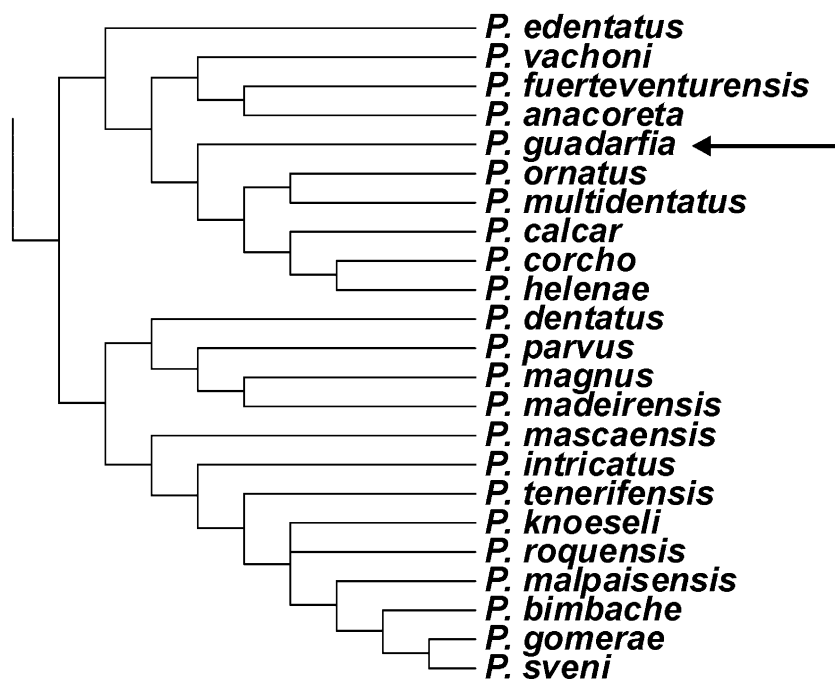 P. edentatus
P. vachoni
P. fuerteventurensis
P. anacoreta
P. guadarfia
P. ornatus
P. multidentatus
P. calcar
P. corcho
P. helenae
P. dentatus
P. parvus
P. magnus
P. madeirensis
P. mascaensis
P. intricatus
P. tenerifensis
P. knoeseli
P. roquensis
P. malpaisensis
P. bimbache
P. gomerae
P. sveni